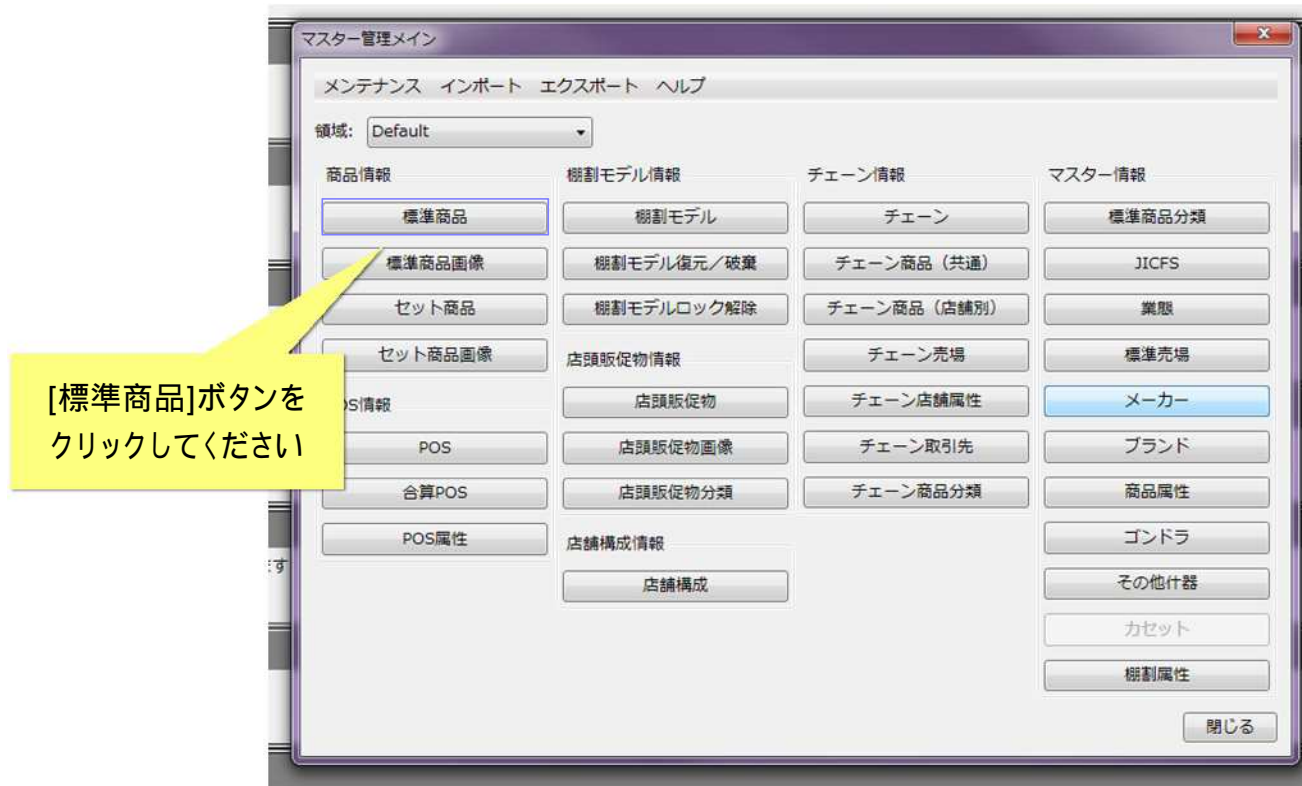 マスター管理メイン
メンテナンス インポート エクスポート ヘルプ
領域: Default
商品情報
標準商品
標準商品画像
セット商品
セット商品画像
OS情報
POS
合算POS
POS属性
棚割モデル情報
棚割モデル
棚割モデル復元／破棄
棚割モデルロック解除
店頭販促物情報
店頭販促物
店頭販促物画像
店頭販促物分類
店舗構成情報
店舗構成
チェーン情報
チェーン
チェーン商品（共通）
チェーン商品（店舗別）
チェーン売場
チェーン店舗属性
チェーン取引先
チェーン商品分類
マスター情報
標準商品分類
JICFS
業態
標準売場
メーカー
ブランド
商品属性
ゴンドラ
その他什器
カセット
棚割属性
閉じる
[標準商品]ボタンを
クリックしてください
ます